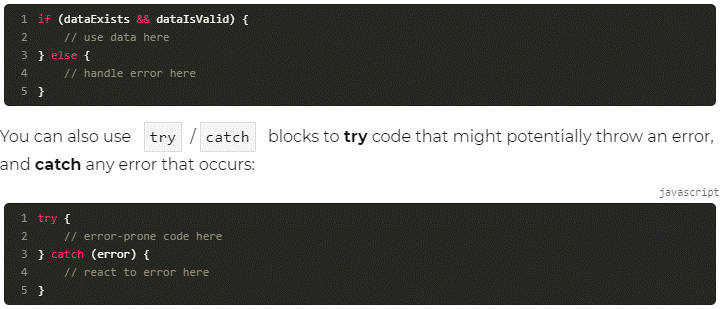 1 if (dataExists && dataIsValid) {
2     // use data here
3 } else {
4     // handle error here
5 }
You can also use try / catch blocks to try code that might potentially throw an error,
and catch any error that occurs:
javascript
1 try {
2     // error-prone code here
3 } catch (error) {
4     // react to error here
5 }